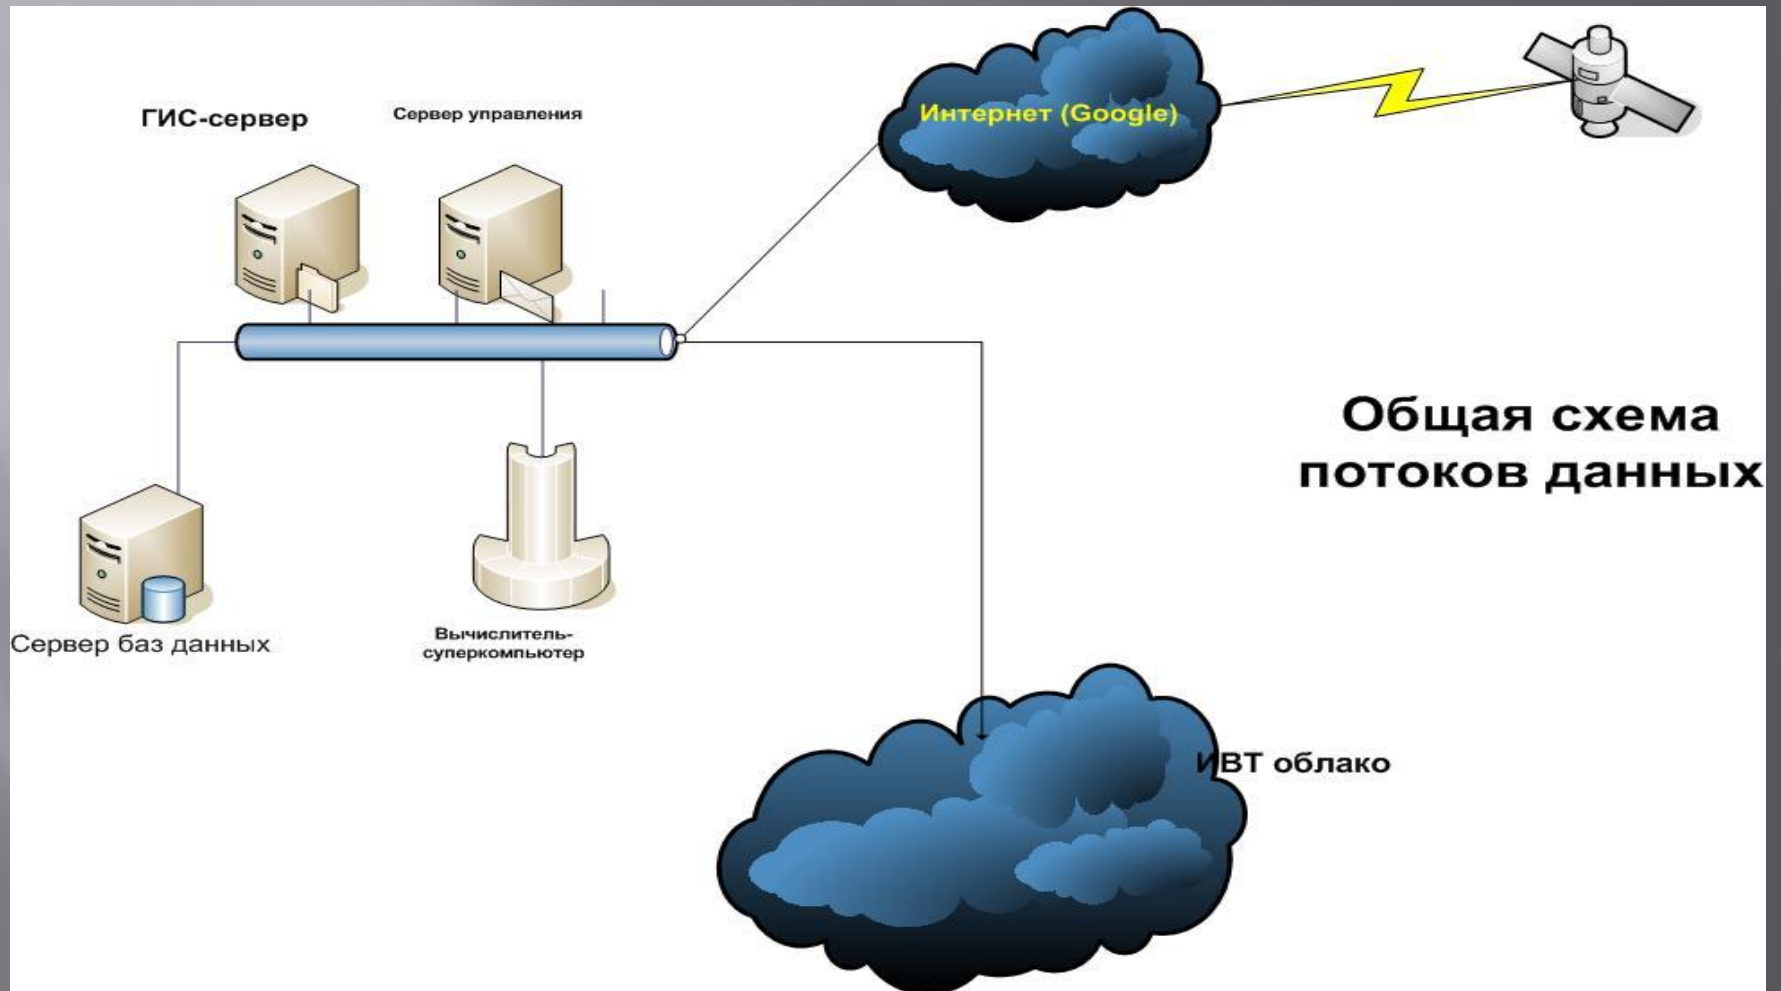 ГИС-сервер
Сервер управления
Интернет (Google)
Общая схема
потоков данных
Сервер баз данных
Вычислитель-
суперкомпьютер
ИВТ облако